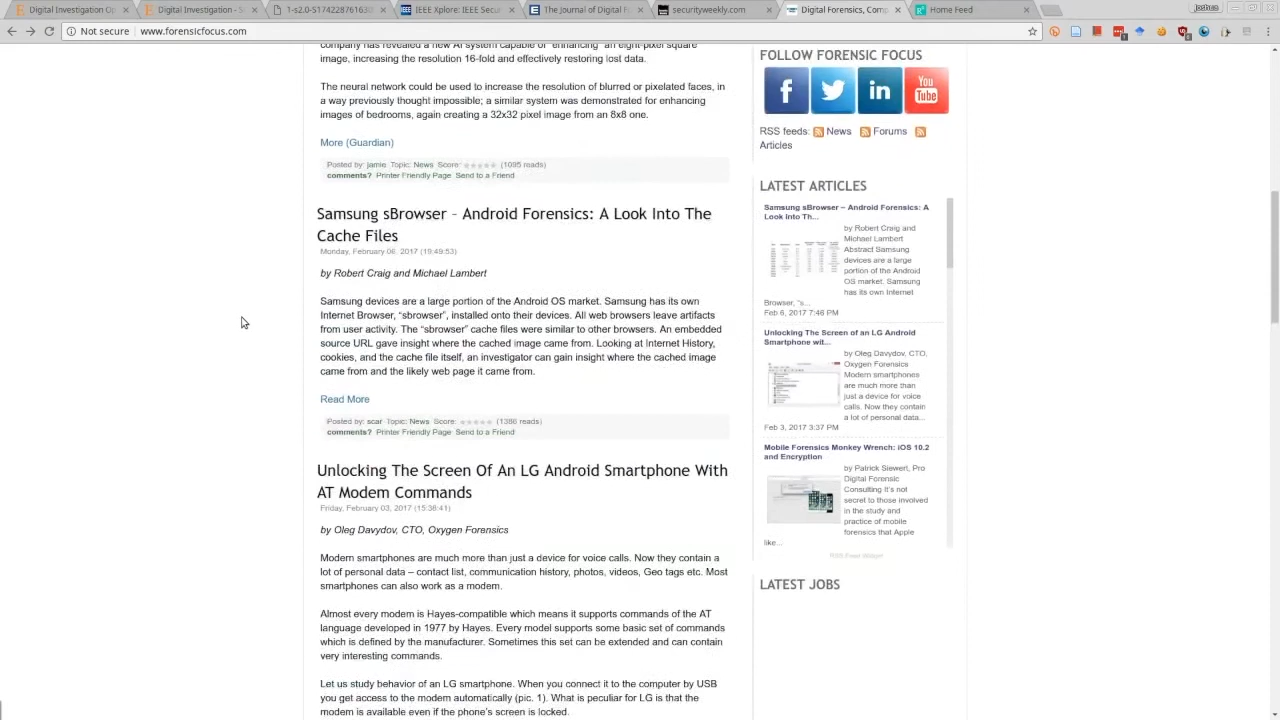 Digital Investigation Op
Digital Investigation - S
1-s2.0-S174228761630
IEEE Xplore: IEEE Secu
The Journal of Digital Fo
securityweekly.com
Digital Forensics, Comp
Home Feed
Not secure
www.forensicfocus.com
company has revealed a new AI system capable of "enhancing" an eight-pixel square
image, increasing the resolution 16-fold and effectively restoring lost data.
The neural network could be used to increase the resolution of blurred or pixelated faces, in
a way previously thought impossible; a similar system was demonstrated for enhancing
images of bedrooms, again creating a 32x32 pixel image from an 8x8 one.
More (Guardian)
Posted by: jamie Topic: News Score: (1095 reads)
comments? Printer Friendly Page Send to a Friend
Samsung sBrowser – Android Forensics: A Look Into The
Cache Files
Monday, February 06, 2017 (19:49:53)
by Robert Craig and Michael Lambert
Samsung devices are a large portion of the Android OS market. Samsung has its own
Internet Browser, “sbrowser”, installed onto their devices. All web browsers leave artifacts
from user activity. The “sbrowser” cache files were similar to other browsers. An embedded
source URL gave insight where the cached image came from. Looking at Internet History,
cookies, and the cache file itself, an investigator can gain insight where the cached image
came from and the likely web page it came from.
Read More
Posted by: scar Topic: News Score: (1386 reads)
comments? Printer Friendly Page Send to a Friend
Unlocking The Screen Of An LG Android Smartphone With
AT Modem Commands
Friday, February 03, 2017 (15:38:41)
by Oleg Davydov, CTO, Oxygen Forensics
Modern smartphones are much more than just a device for voice calls. Now they contain a
lot of personal data – contact list, communication history, photos, videos, Geo tags etc. Most
smartphones can also work as a modem.
Almost every modem is Hayes-compatible which means it supports commands of the AT
language developed in 1977 by Hayes. Every model supports some basic set of commands
which is defined by the manufacturer. Sometimes this set can be extended and can contain
very interesting commands.
Let us study behavior of an LG smartphone. When you connect it to the computer by USB
you get access to the modem automatically (pic. 1). What is peculiar for LG is that the
modem is available even if the phone’s screen is locked.
FOLLOW FORENSIC FOCUS
f
in
You
Tube
RSS feeds: News Forums
Articles
LATEST ARTICLES
Samsung sBrowser – Android Forensics: A
Look Into Th...
by Robert Craig and
Michael Lambert
Abstract Samsung
devices are a large
portion of the Android
OS market. Samsung
has its own Internet
Browser, “s...
Feb 6, 2017 7:46 PM
Unlocking The Screen of an LG Android
Smartphone wit...
by Oleg Davydov, CTO,
Oxygen Forensics
Modern smartphones
are much more than
just a device for voice
calls. Now they contain
a lot of personal data...
Feb 3, 2017 3:37 PM
Mobile Forensics Monkey Wrench: iOS 10.2
and Encryption
by Patrick Siewert, Pro
Digital Forensic
Consulting It’s not
secret to those involved
in the study and
practice of mobile
forensics that Apple
like...
RSS Feed Widget
LATEST JOBS